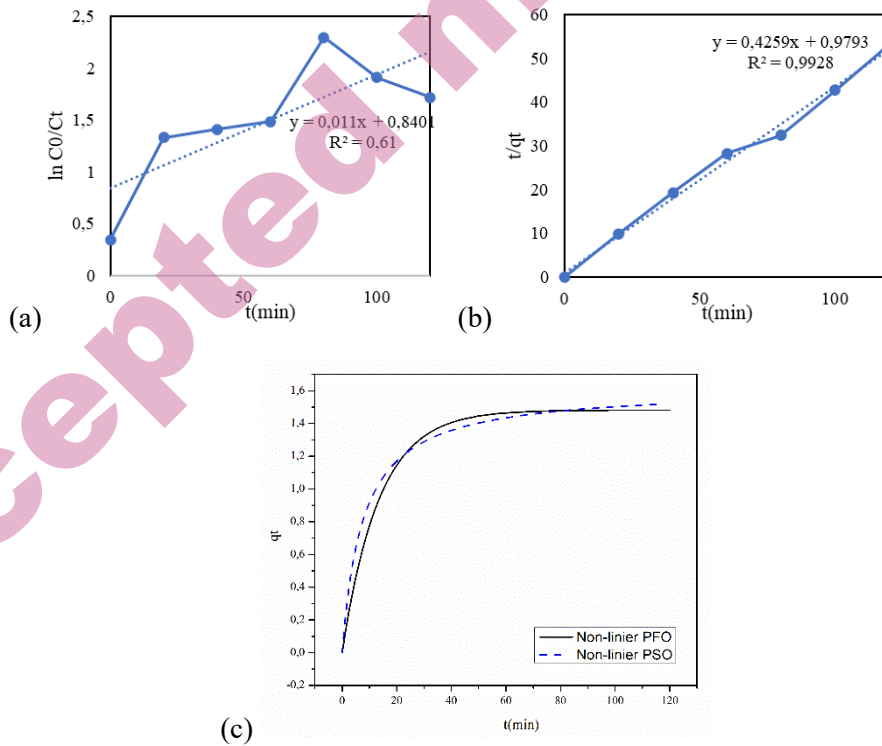 2,5
2
1,5
1
0,5
0
ln C0/Ct
y = 0,011x + 0,8401
R² = 0,61
0 50 100
t(min)
(a)
60
50
40
30
20
10
0
t/qt
y = 0,4259x + 0,9793
R² = 0,9928
0 50 100
t(min)
(b)
1,6
1,4
1,2
1,0
0,8
0,6
0,4
0,2
0,0
-0,2
qt
Non-linier PFO
Non-linier PSO
0 20 40 60 80 100 120
t(min)
(c)
cepted m